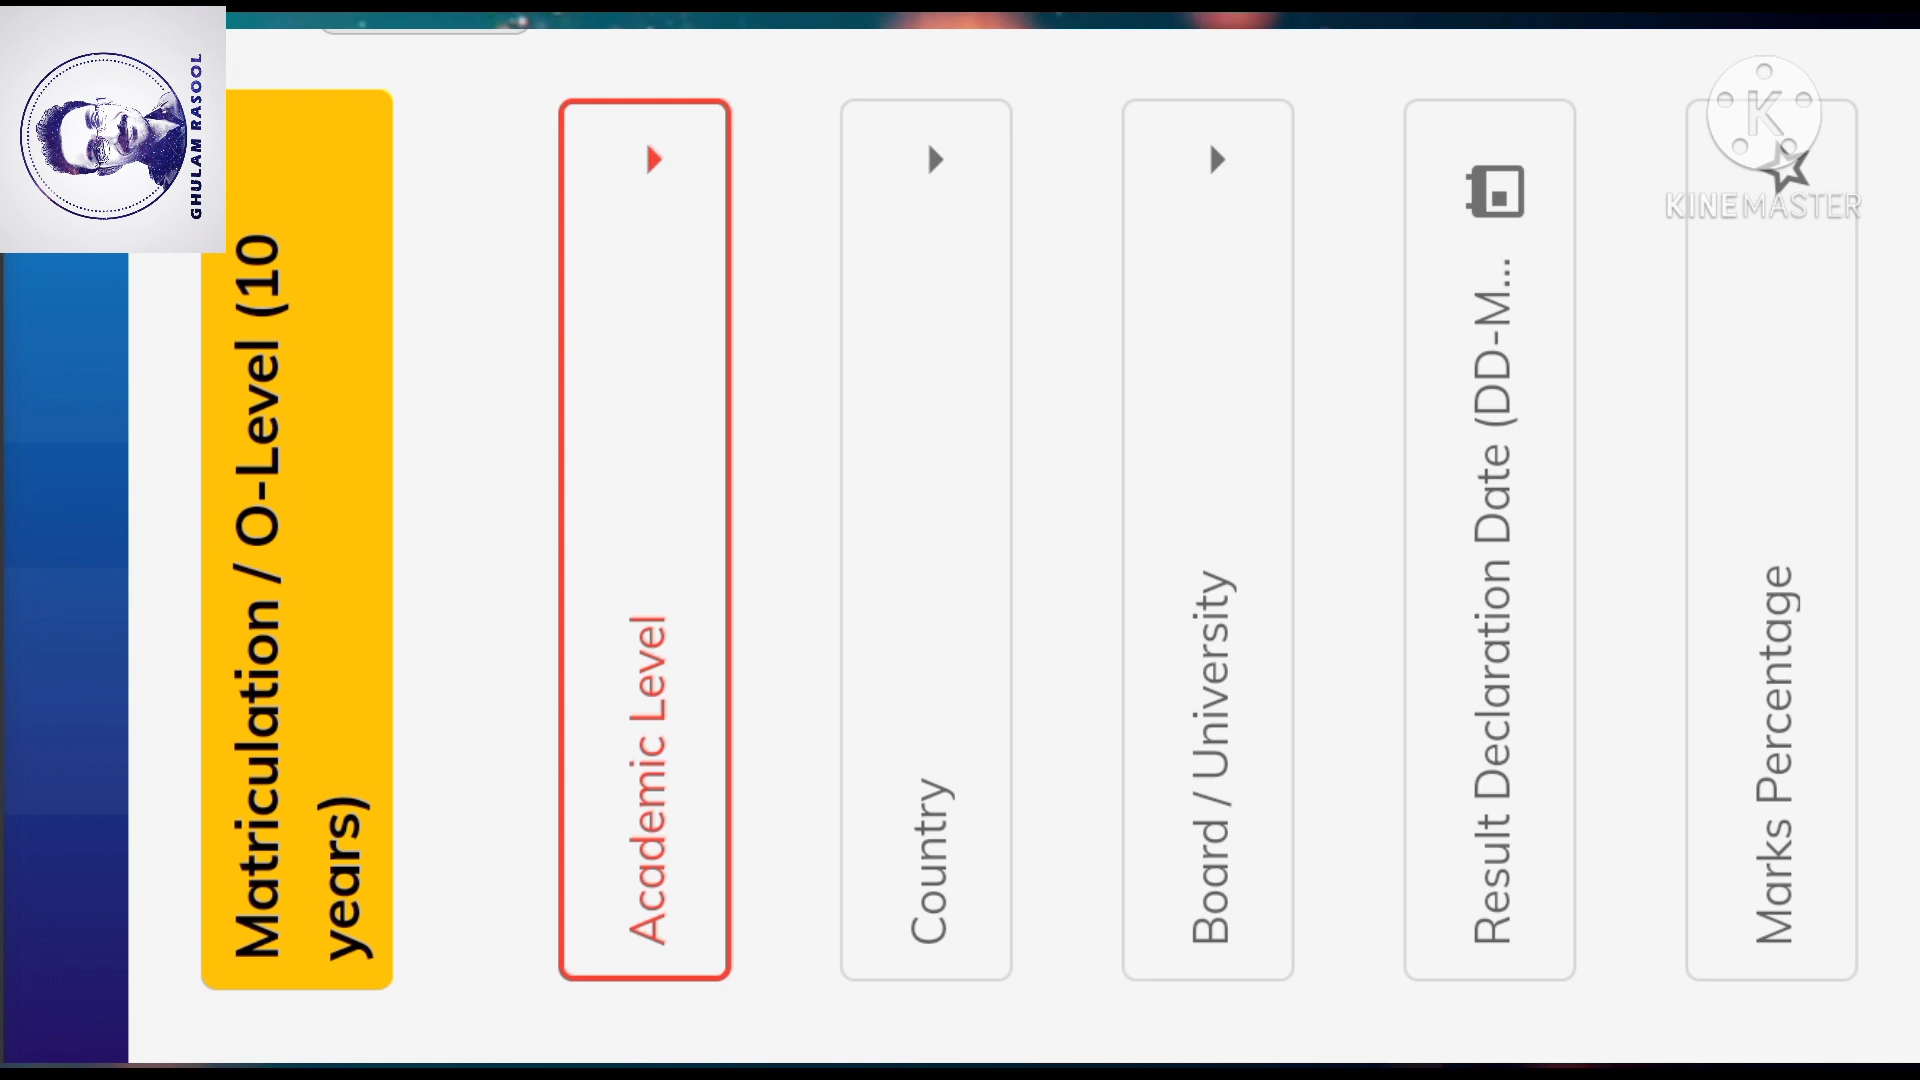 GHULAM RASOOL
Matriculation / O-Level (10
years)
Academic Level
Country
Board / University
Result Declaration Date (DD-M...
Marks Percentage
K
KINEMASTER